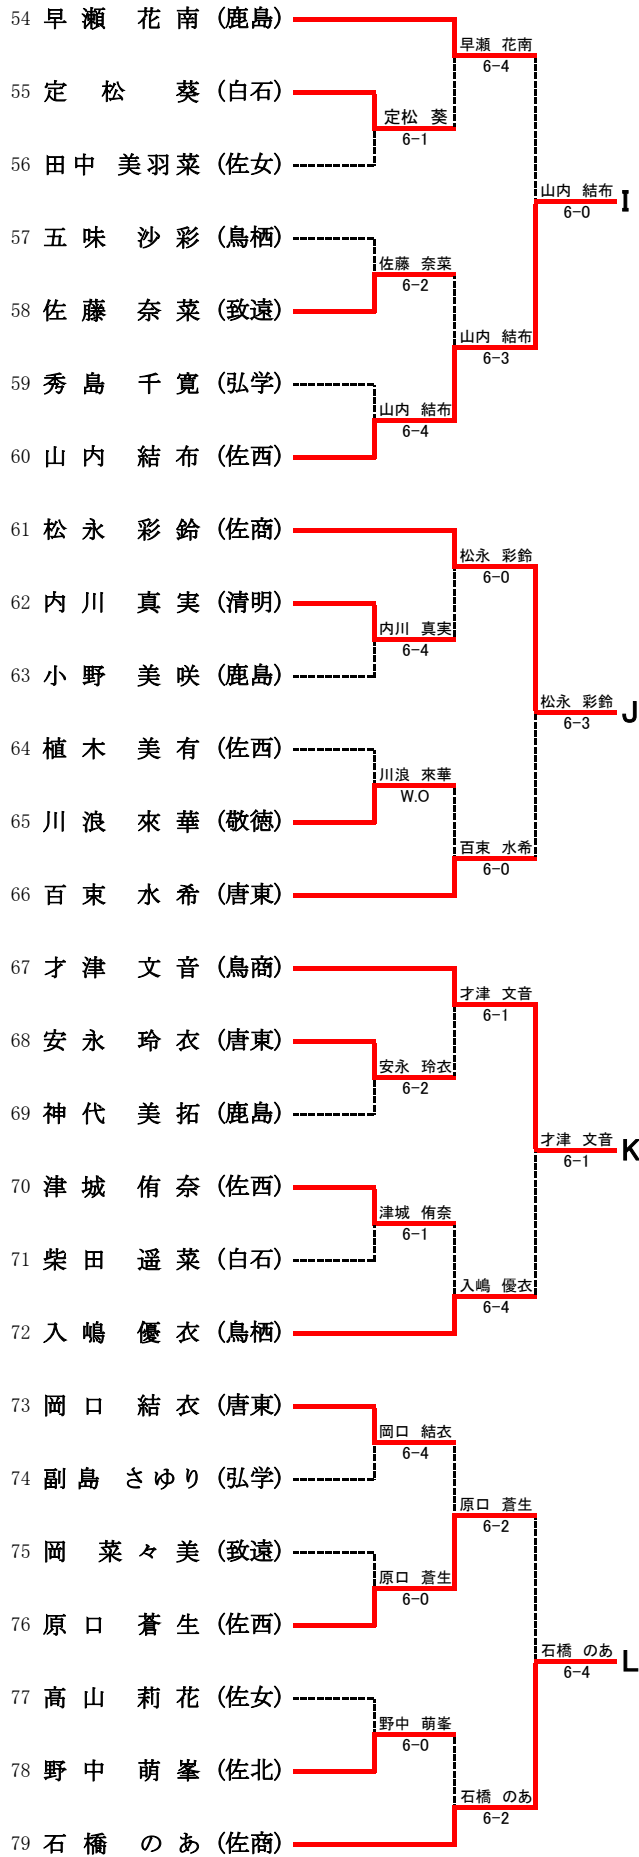 54 早瀬 花南 (鹿島)
早瀬 花南
6-4
55 定松 葵 (白石)
定松 葵
6-1
56 田中 美羽菜 (佐女)
山内 結布
6-0
I
57 五味 沙彩 (鳥栖)
佐藤 奈菜
6-2
58 佐藤 奈菜 (致遠)
山内 結布
6-3
59 秀島 千寛 (弘学)
山内 結布
6-4
60 山内 結布 (佐西)
61 松永 彩鈴 (佐商)
松永 彩鈴
6-0
62 内川 真実 (清明)
内川 真実
6-4
63 小野 美咲 (鹿島)
松永 彩鈴
6-3
J
64 植木 美有 (佐西)
川浪 來華
W.O
65 川浪 來華 (敬徳)
百東 水希
6-0
66 百東 水希 (唐東)
67 才津 文音 (鳥商)
才津 文音
6-1
68 安永 玲衣 (唐東)
安永 玲衣
6-2
69 神代 美拓 (鹿島)
才津 文音
6-1
K
70 津城 侑奈 (佐西)
津城 侑奈
6-1
71 柴田 遥菜 (白石)
入嶋 優衣
6-4
72 入嶋 優衣 (鳥栖)
73 岡口 結衣 (唐東)
岡口 結衣
6-4
74 副島 さゆり (弘学)
原口 蒼生
6-2
75 岡 菜々美 (致遠)
原口 蒼生
6-0
76 原口 蒼生 (佐西)
石橋 のあ
6-4
L
77 高山 莉花 (佐女)
野中 萌峯
6-0
78 野中 萌峯 (佐北)
石橋 のあ
6-2
79 石橋 のあ (佐商)